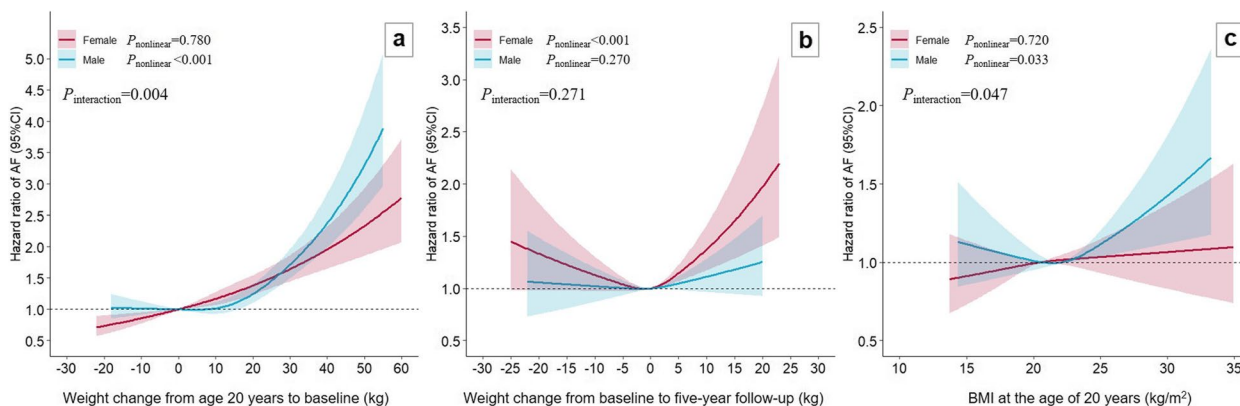 a
Female P nonlinear=0.780
Male P nonlinear<0.001
P interaction=0.004
Hazard ratio of AF (95%CI)
5.0
4.5
4.0
3.5
3.0
2.5
2.0
1.5
1.0
0.5
-30 -20 -10 0 10 20 30 40 50 60
Weight change from age 20 years to baseline (kg)
b
Female P nonlinear<0.001
Male P nonlinear=0.270
P interaction=0.271
Hazard ratio of AF (95%CI)
3.5
3.0
2.5
2.0
1.5
1.0
0.5
-30 -25 -20 -15 -10 -5 0 5 10 15 20 25 30
Weight change from baseline to five-year follow-up (kg)
c
Female P nonlinear=0.720
Male P nonlinear=0.033
P interaction=0.047
Hazard ratio of AF (95%CI)
2.5
2.0
1.5
1.0
0.5
10 15 20 25 30 35
BMI at the age of 20 years (kg/m²)